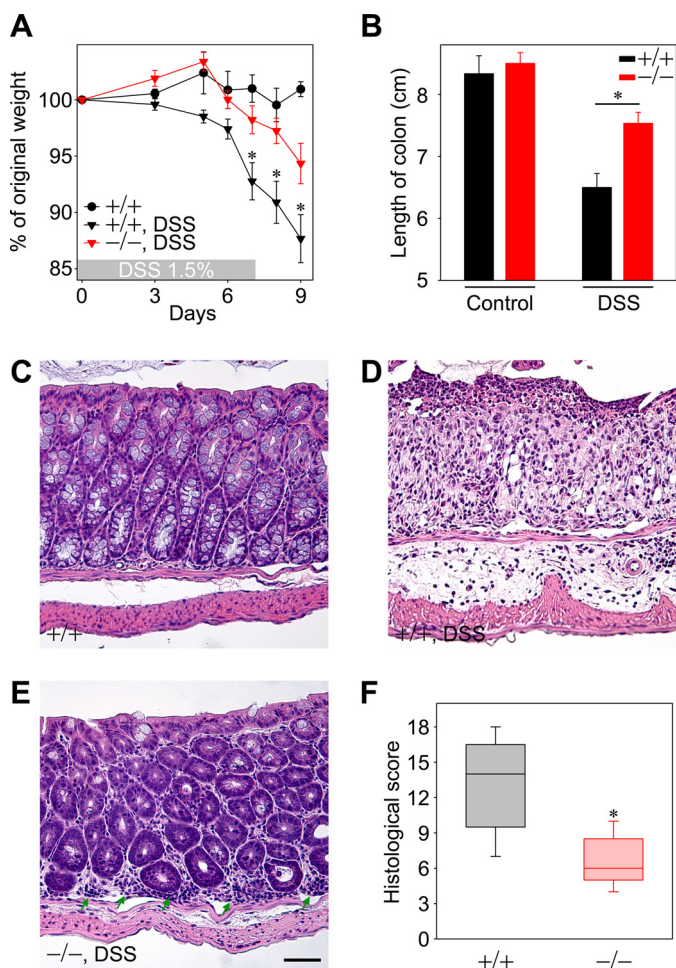 A
% of original weight
100
95
90
85
*
*
*
+/+
+/+, DSS
−/−, DSS
DSS 1.5%
0
3
6
9
Days
B
Length of colon (cm)
8
7
6
5
+/+
−/−
*
Control
DSS
C
+/+
D
+/+, DSS
E
−/−, DSS
F
Histological score
18
15
12
9
6
3
0
*
+/+
−/−